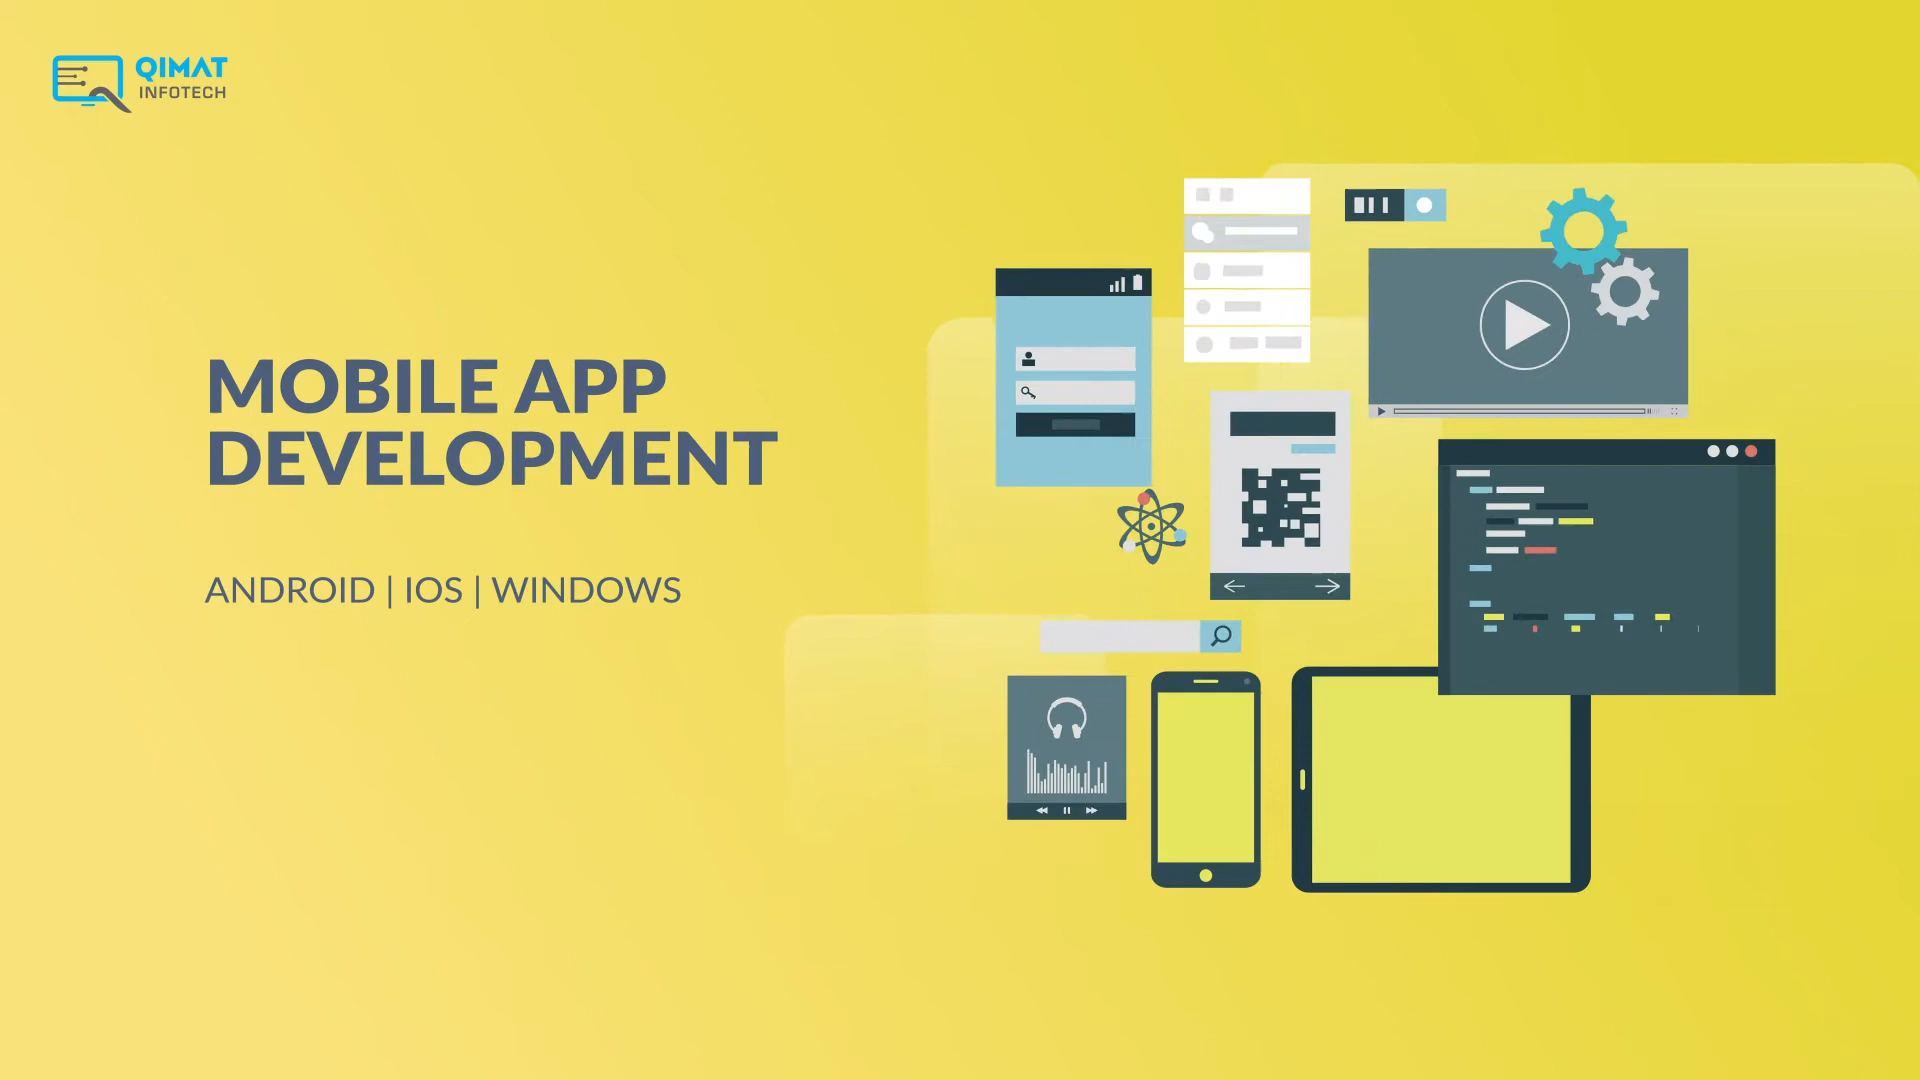 QIMAT
INFOTECH
MOBILE APP
DEVELOPMENT
ANDROID | IOS | WINDOWS